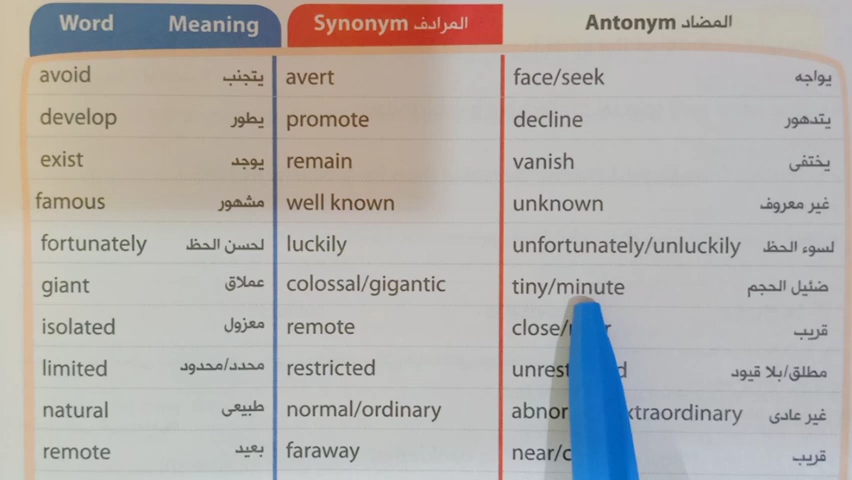 Word Meaning Synonym المرادف Antonym المضاد
avoid يتجنب avert face/seek يواجه
develop يطور promote decline يتدهور
exist يوجد remain vanish يختفى
famous مشهور well known unknown غير معروف
fortunately لحسن الحظ luckily unfortunately/unluckily لسوء الحظ
giant عملاق colossal/gigantic tiny/minute ضئيل الحجم
isolated معزول remote close/ قريب
limited محدد/محدود restricted مطلق/بلا قيود
natural طبيعى normal/ordinary غير عادى
remote بعيد faraway near/ قريب